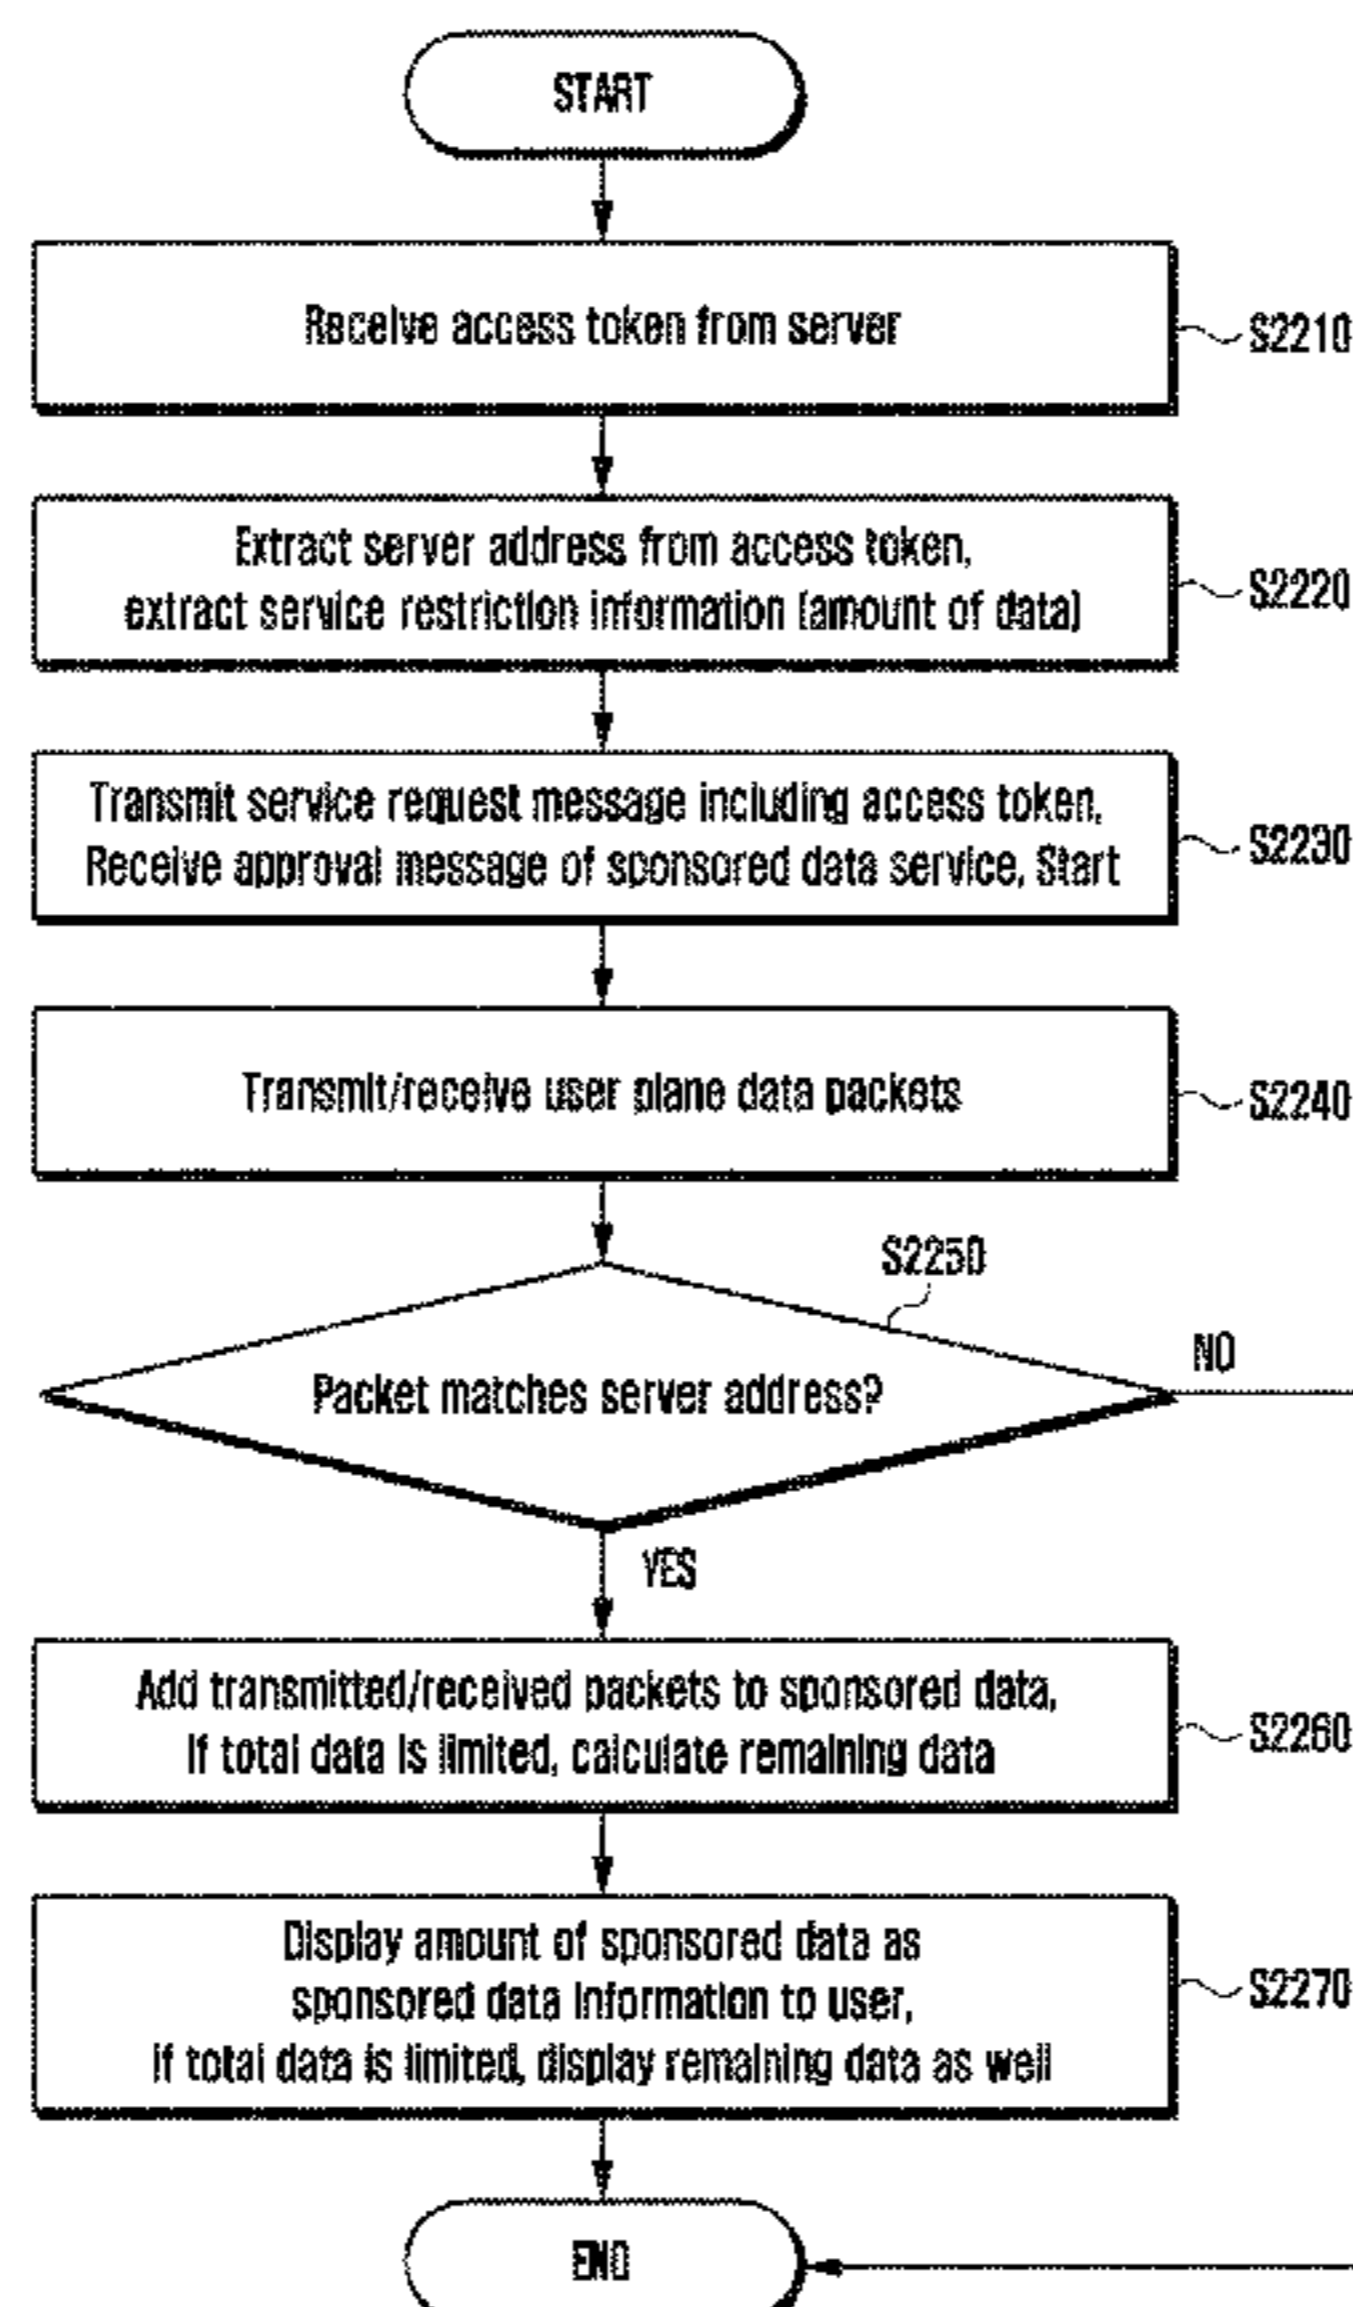 START
Receive access token from server
S2210
Extract server address from access token,
extract service restriction information (amount of data)
S2220
Transmit service request message including access token,
Receive approval message of sponsored data service, Start
S2230
Transmit/receive user plane data packets
S2240
S2250
Packet matches server address?
NO
YES
Add transmitted/received packets to sponsored data,
If total data is limited, calculate remaining data
S2260
Display amount of sponsored data as
sponsored data information to user,
If total data is limited, display remaining data as well
S2270
END